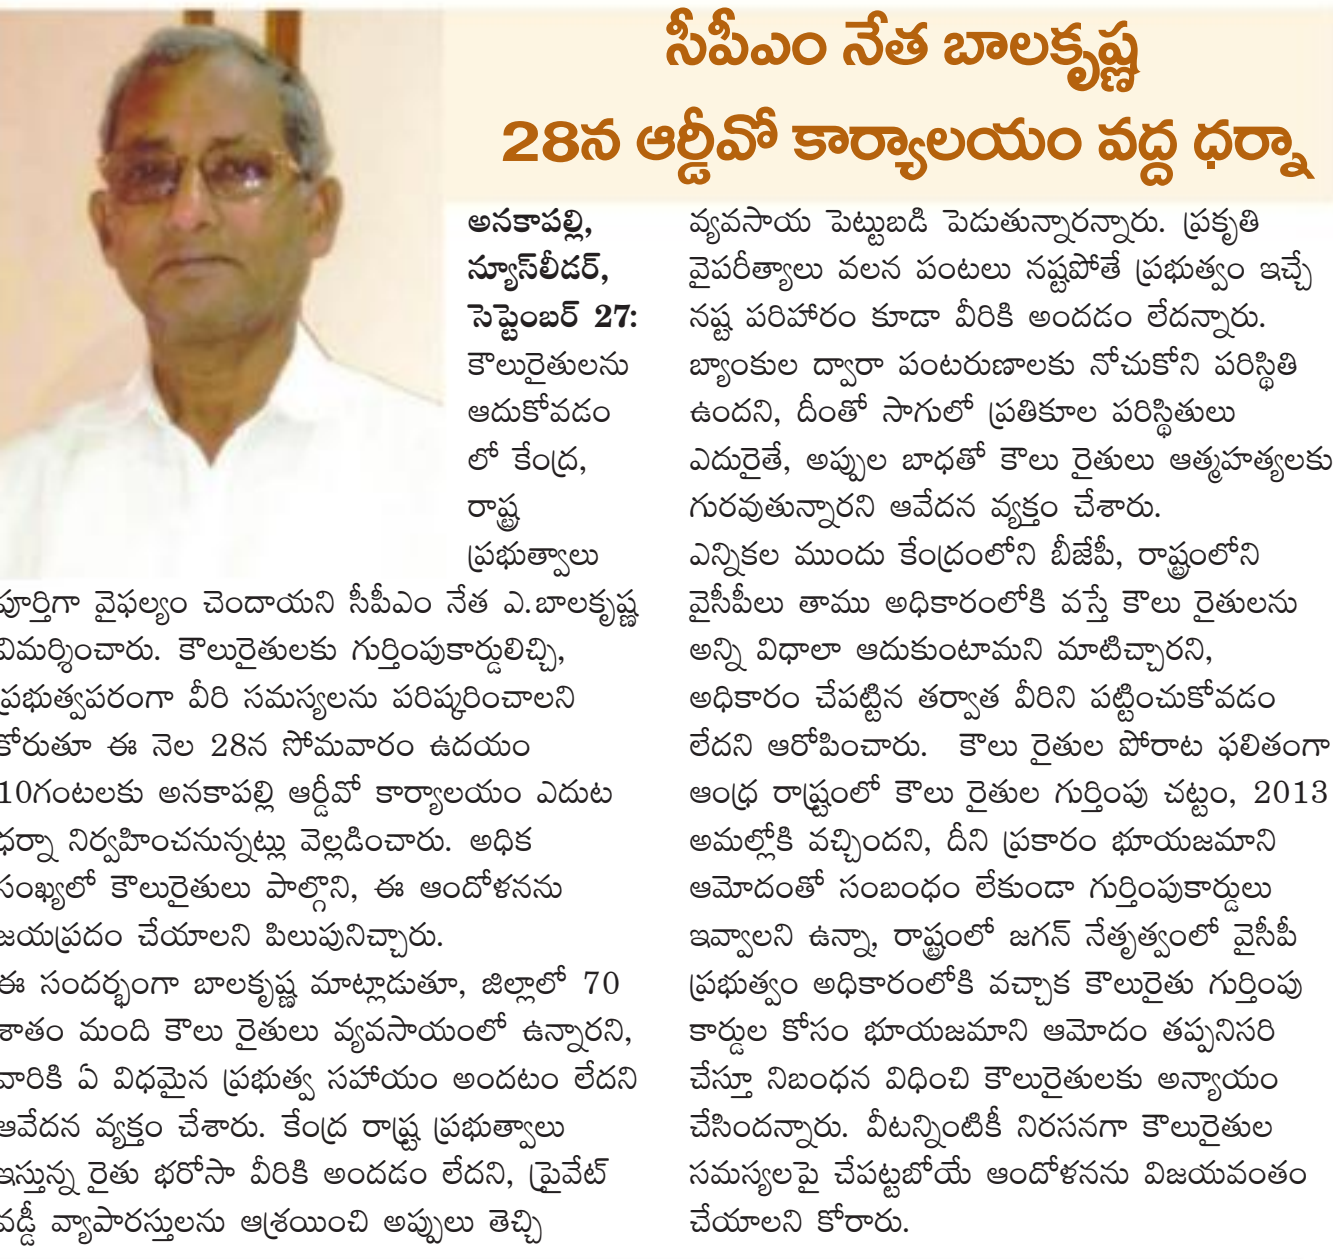 సీపీఎం నేత బాలకృష్ణ
28న ఆర్డీవో కార్యాలయం వద్ద ధర్నా
అనకాపల్లి,
న్యూస్‌లీడర్,
సెప్టెంబర్ 27:
కౌలురైతులను
ఆదుకోవడం
లో కేంద్ర,
రాష్ట్ర
ప్రభుత్వాలు
పూర్తిగా వైఫల్యం చెందాయని సీపీఎం నేత ఎ.బాలకృష్ణ
విమర్శించారు. కౌలురైతులకు గుర్తింపుకార్డులిచ్చి,
ప్రభుత్వపరంగా వీరి సమస్యలను పరిష్కరించాలని
కోరుతూ ఈ నెల 28న సోమవారం ఉదయం
10గంటలకు అనకాపల్లి ఆర్డీవో కార్యాలయం ఎదుట
ధర్నా నిర్వహించనున్నట్లు వెల్లడించారు. అధిక
సంఖ్యలో కౌలురైతులు పాల్గొని, ఈ ఆందోళనను
జయప్రదం చేయాలని పిలుపునిచ్చారు.
ఈ సందర్భంగా బాలకృష్ణ మాట్లాడుతూ, జిల్లాలో 70
శాతం మంది కౌలు రైతులు వ్యవసాయంలో ఉన్నారని,
వారికి ఏ విధమైన ప్రభుత్వ సహాయం అందటం లేదని
ఆవేదన వ్యక్తం చేశారు. కేంద్ర రాష్ట్ర ప్రభుత్వాలు
ఇస్తున్న రైతు భరోసా వీరికి అందడం లేదని, ప్రైవేట్
వడ్డీ వ్యాపారస్తులను ఆశ్రయించి అప్పులు తెచ్చి
వ్యవసాయ పెట్టుబడి పెడుతున్నారన్నారు. ప్రకృతి
వైపరీత్యాలు వలన పంటలు నష్టపోతే ప్రభుత్వం ఇచ్చే
నష్ట పరిహారం కూడా వీరికి అందడం లేదన్నారు.
బ్యాంకుల ద్వారా పంటరుణాలకు నోచుకోని పరిస్థితి
ఉందని, దీంతో సాగులో ప్రతికూల పరిస్థితులు
ఎదురైతే, అప్పుల బాధతో కౌలు రైతులు ఆత్మహత్యలకు
గురవుతున్నారని ఆవేదన వ్యక్తం చేశారు.
ఎన్నికల ముందు కేంద్రంలోని బీజేపీ, రాష్ట్రంలోని
వైసీపీలు తాము అధికారంలోకి వస్తే కౌలు రైతులను
అన్ని విధాలా ఆదుకుంటామని మాటిచ్చారని,
అధికారం చేపట్టిన తర్వాత వీరిని పట్టించుకోవడం
లేదని ఆరోపించారు. కౌలు రైతుల పోరాట ఫలితంగా
ఆంధ్ర రాష్ట్రంలో కౌలు రైతుల గుర్తింపు చట్టం, 2013
అమల్లోకి వచ్చిందని, దీని ప్రకారం భూయజమాని
ఆమోదంతో సంబంధం లేకుండా గుర్తింపుకార్డులు
ఇవ్వాలని ఉన్నా, రాష్ట్రంలో జగన్ నేతృత్వంలో వైసీపీ
ప్రభుత్వం అధికారంలోకి వచ్చాక కౌలురైతు గుర్తింపు
కార్డుల కోసం భూయజమాని ఆమోదం తప్పనిసరి
చేస్తూ నిబంధన విధించి కౌలురైతులకు అన్యాయం
చేసిందన్నారు. వీటన్నింటికీ నిరసనగా కౌలురైతుల
సమస్యలపై చేపట్టబోయే ఆందోళనను విజయవంతం
చేయాలని కోరారు.